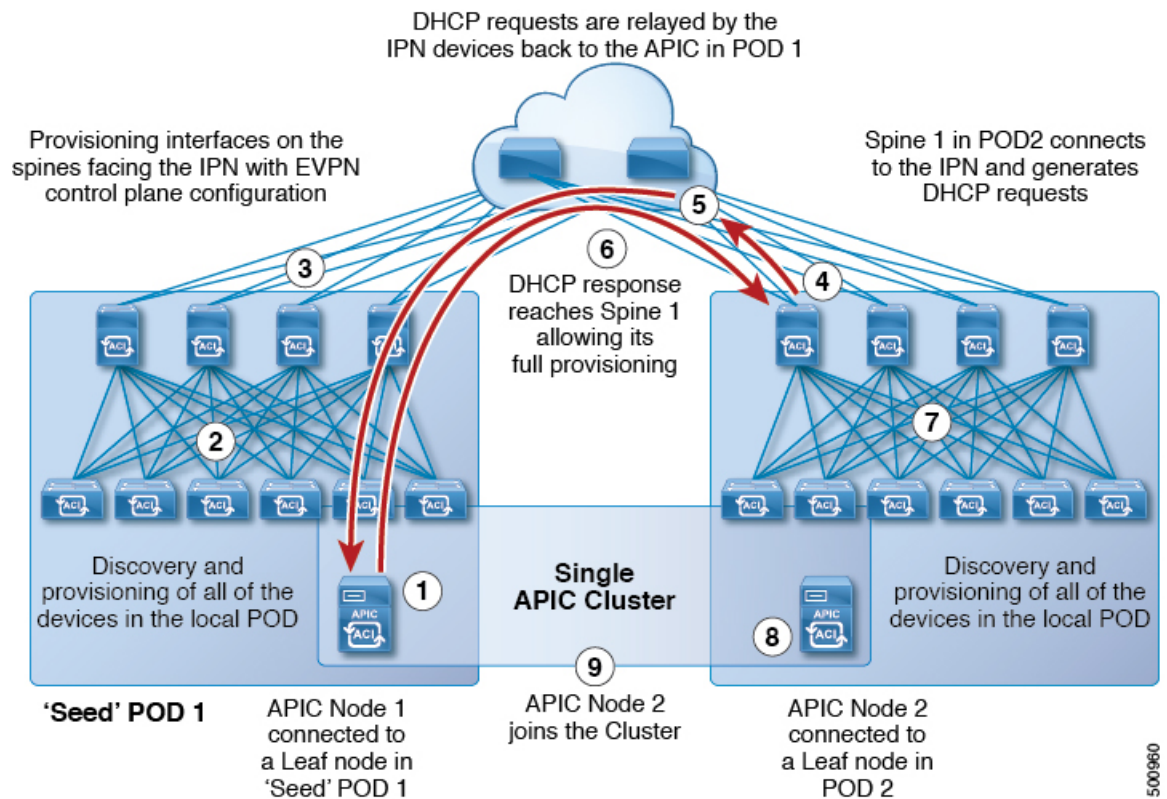 DHCP requests are relayed by the
IPN devices back to the APIC in POD 1
Provisioning interfaces on the
spines facing the IPN with EVPN
control plane configuration
Spine 1 in POD2 connects
to the IPN and generates
DHCP requests
5
3
6
4
DHCP response
reaches Spine 1
allowing its
full provisioning
ACI
ACI
ACI
ACI
ACI
ACI
ACI
ACI
2
7
ACI
ACI
ACI
ACI
ACI
ACI
ACI
ACI
ACI
ACI
ACI
ACI
Discovery and
provisioning of all of the
devices in the local POD
1
APIC
ACI
Single
APIC Cluster
8
APIC
ACI
Discovery and
provisioning of all of the
devices in the local POD
9
'Seed' POD 1
APIC Node 1
connected to
a Leaf node in
'Seed' POD 1
APIC Node 2
joins the Cluster
APIC Node 2
connected to
a Leaf node in
POD 2
500960